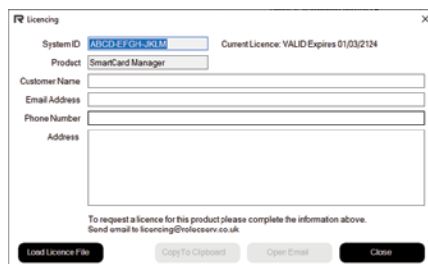 Licencing
System ID ABCD-EFGH-JKLM Current Licence: VALID Expires 01/03/2124
Product SmartCard Manager
Customer Name
Email Address
Phone Number
Address
To request a licence for this product please complete the information above.
Send email to licencing@rolecserv.co.uk
Load Licence File Copy To Clipboard Open Email Close